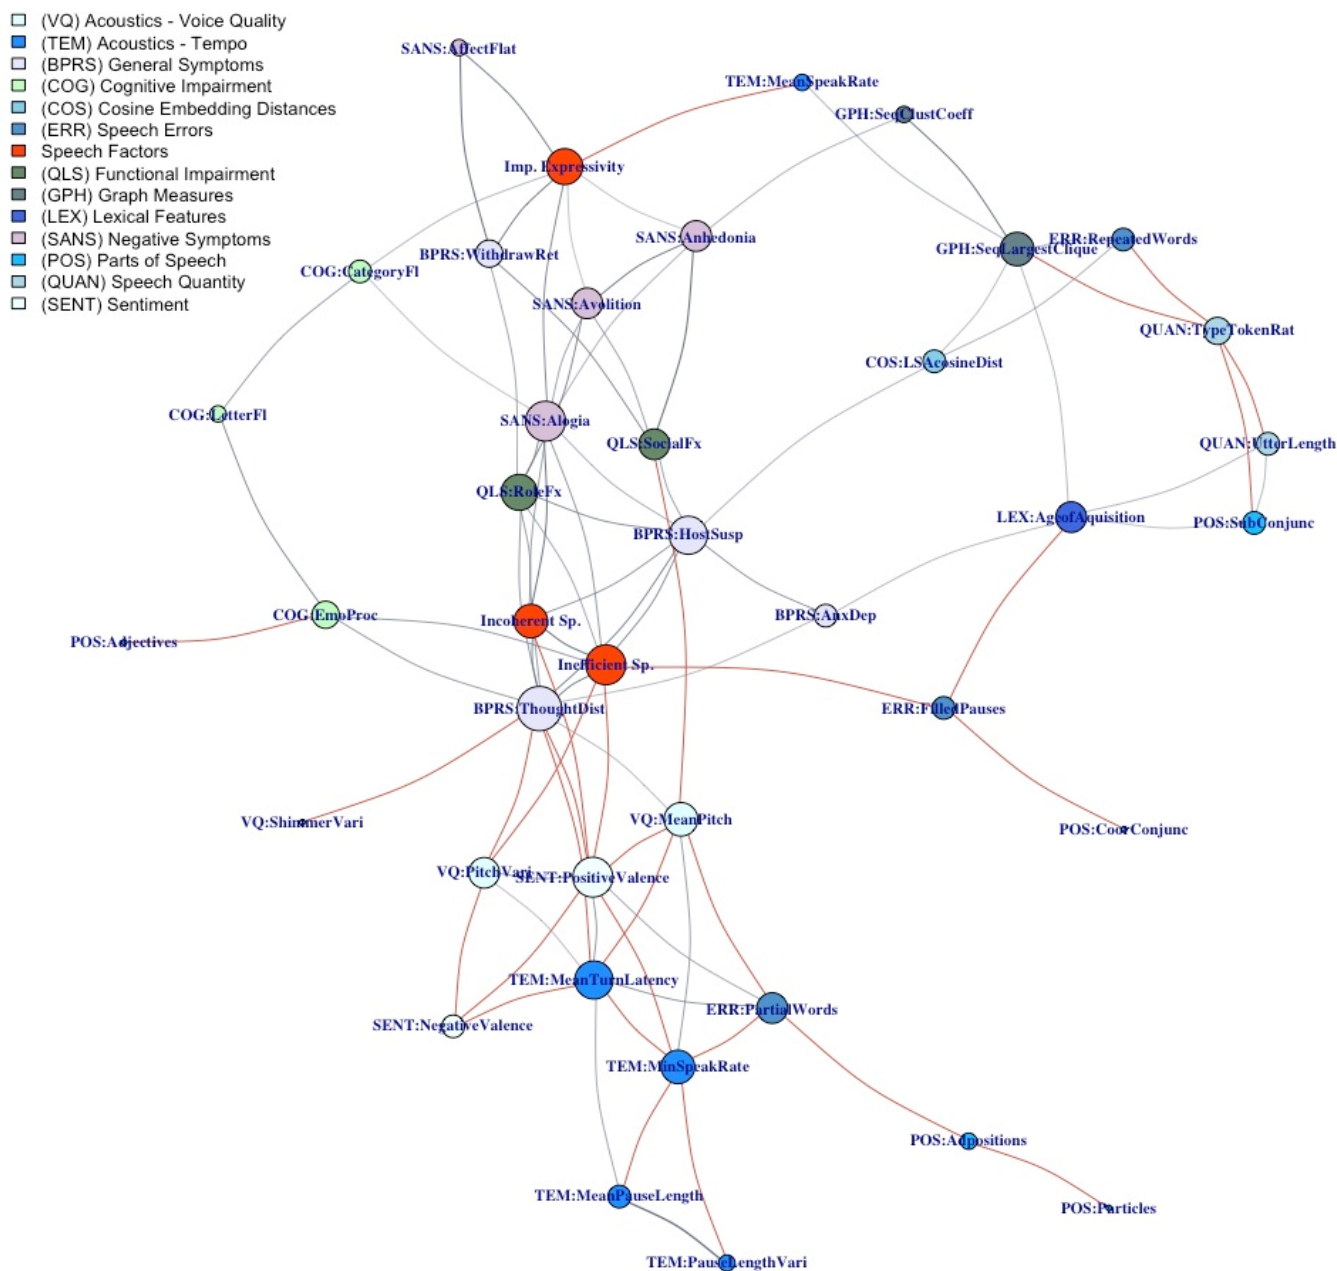 (VQ) Acoustics - Voice Quality
(TEM) Acoustics - Tempo
(BPRS) General Symptoms
(COG) Cognitive Impairment
(COS) Cosine Embedding Distances
(ERR) Speech Errors
Speech Factors
(QLS) Functional Impairment
(GPH) Graph Measures
(LEX) Lexical Features
(SANS) Negative Symptoms
(POS) Parts of Speech
(QUAN) Speech Quantity
(SENT) Sentiment
SANS:AffectFlat
TEM:MeanSpeakRate
GPH:SeqClustCoeff
Imp. Expressivity
SANS:Anhedonia
ERR:RepeatedWords
GPH:SeqLargestClique
BPRS:WithdrawRet
COG:CategoryFl
SANS:Avolition
QUAN:TypeTokenRat
COS:LSAcosineDist
COG:LetterFl
SANS:Alogia
QLS:SocialFx
QUAN:UtterLength
QLS:RoleFx
LEX:AgeofAquisition
POS:SubConjunc
BPRS:HostSusp
COG:EmoProc
BPRS:AnxDep
Incoherent Sp.
POS:Adjectives
Inefficient Sp.
BPRS:ThoughtDist
ERR:FilledPauses
VQ:MeanPitch
VQ:ShimmerVari
POS:CoorConjunc
VQ:PitchVari
SENT:PositiveValence
TEM:MeanTurnLatency
ERR:PartialWords
SENT:NegativeValence
TEM:MinSpeakRate
POS:Adpositions
TEM:MeanPauseLength
POS:Particles
TEM:PauseLengthVari